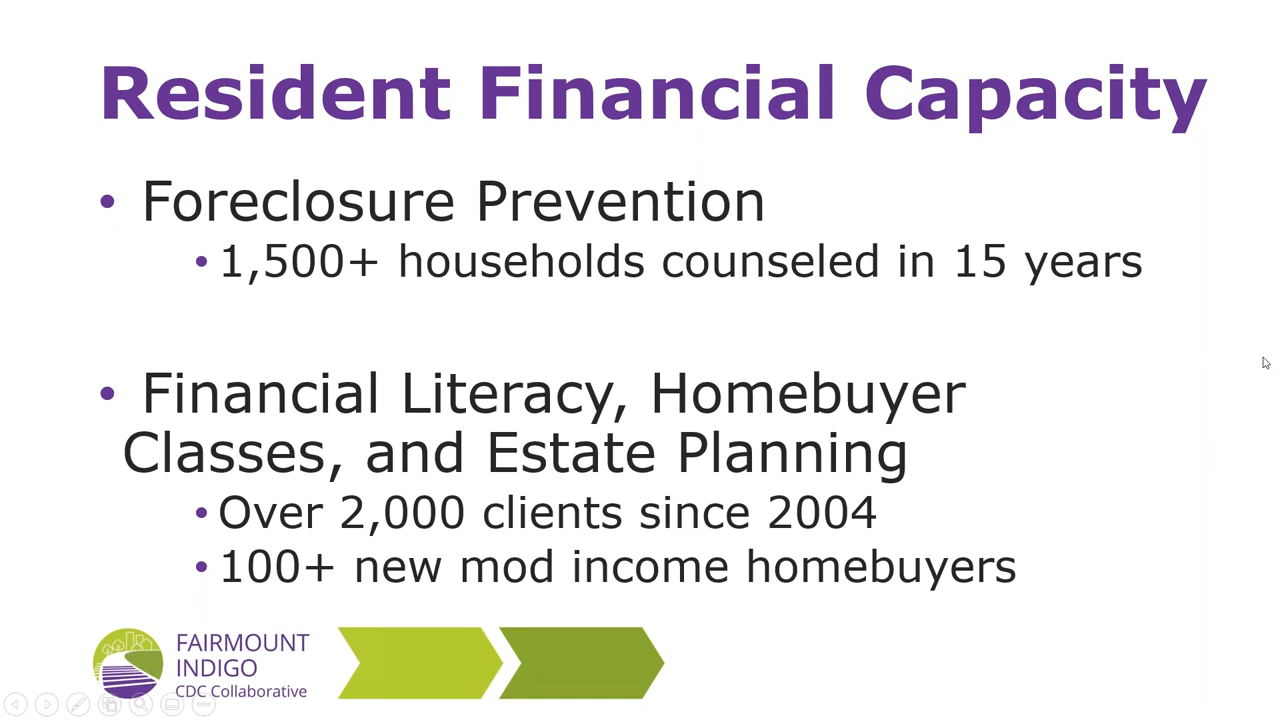 Resident Financial Capacity
• Foreclosure Prevention
• 1,500+ households counseled in 15 years
• Financial Literacy, Homebuyer
Classes, and Estate Planning
• Over 2,000 clients since 2004
• 100+ new mod income homebuyers
FAIRMOUNT
INDIGO
CDC Collaborative